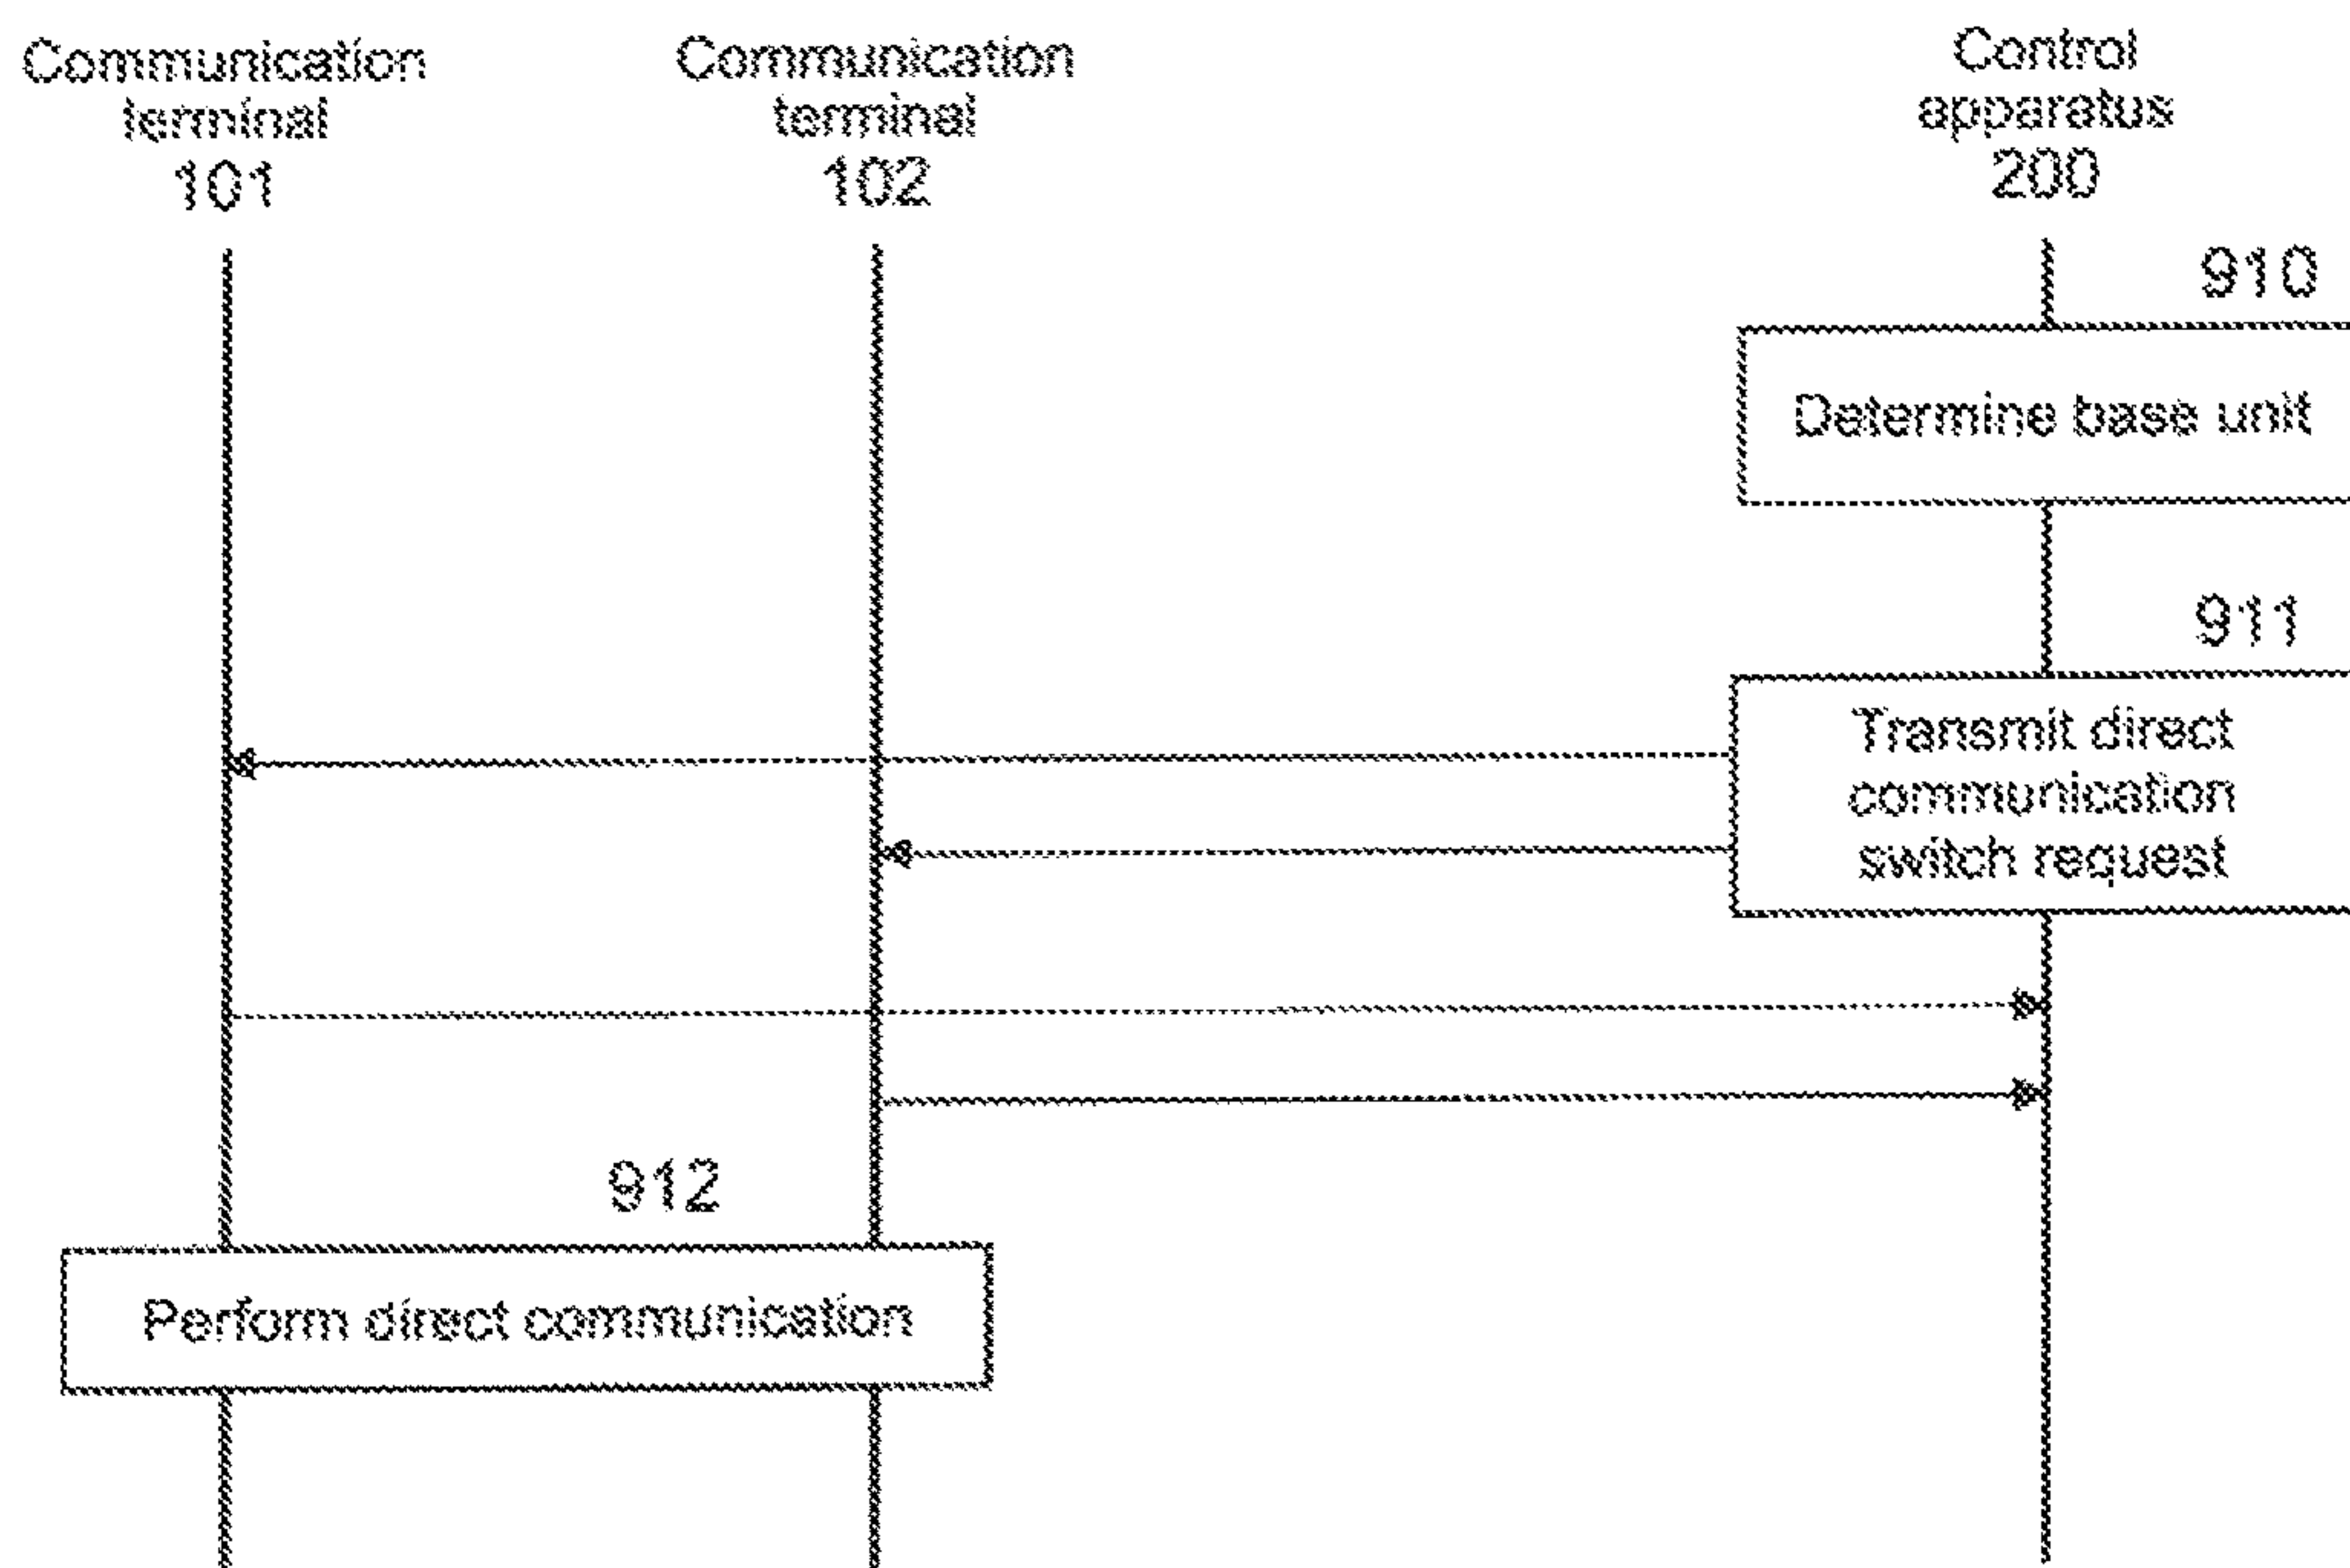 Communication
terminal
101
Communication
terminal
102
Control
apparatus
200
910
Determine base unit
911
Transmit direct
communication
switch request
912
Perform direct communication